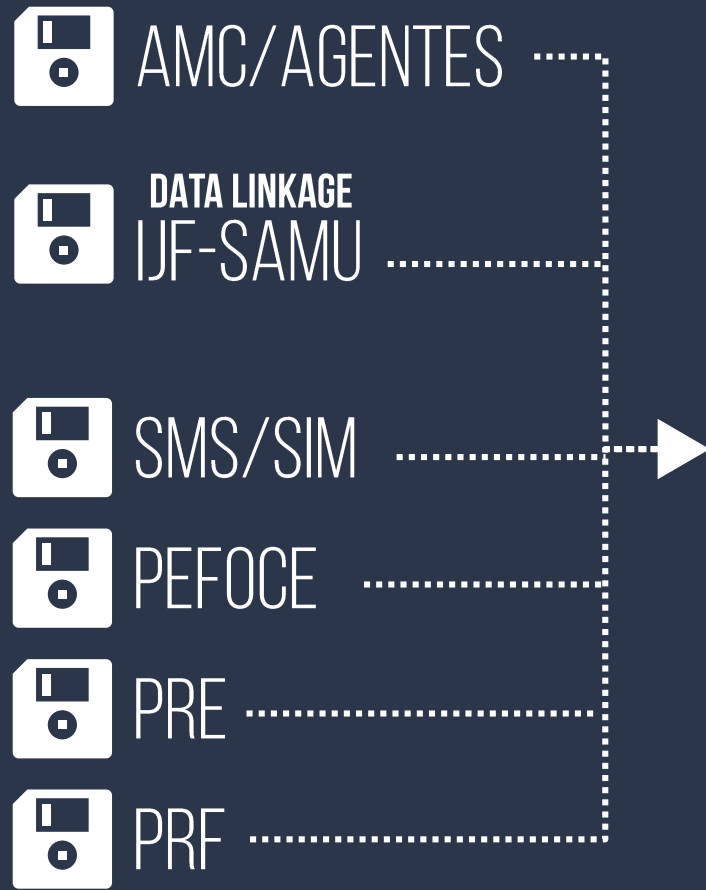 AMC/AGENTES
DATA LINKAGE
IJF-SAMU
SMS/SIM
PEFOCE
PRE
PRF